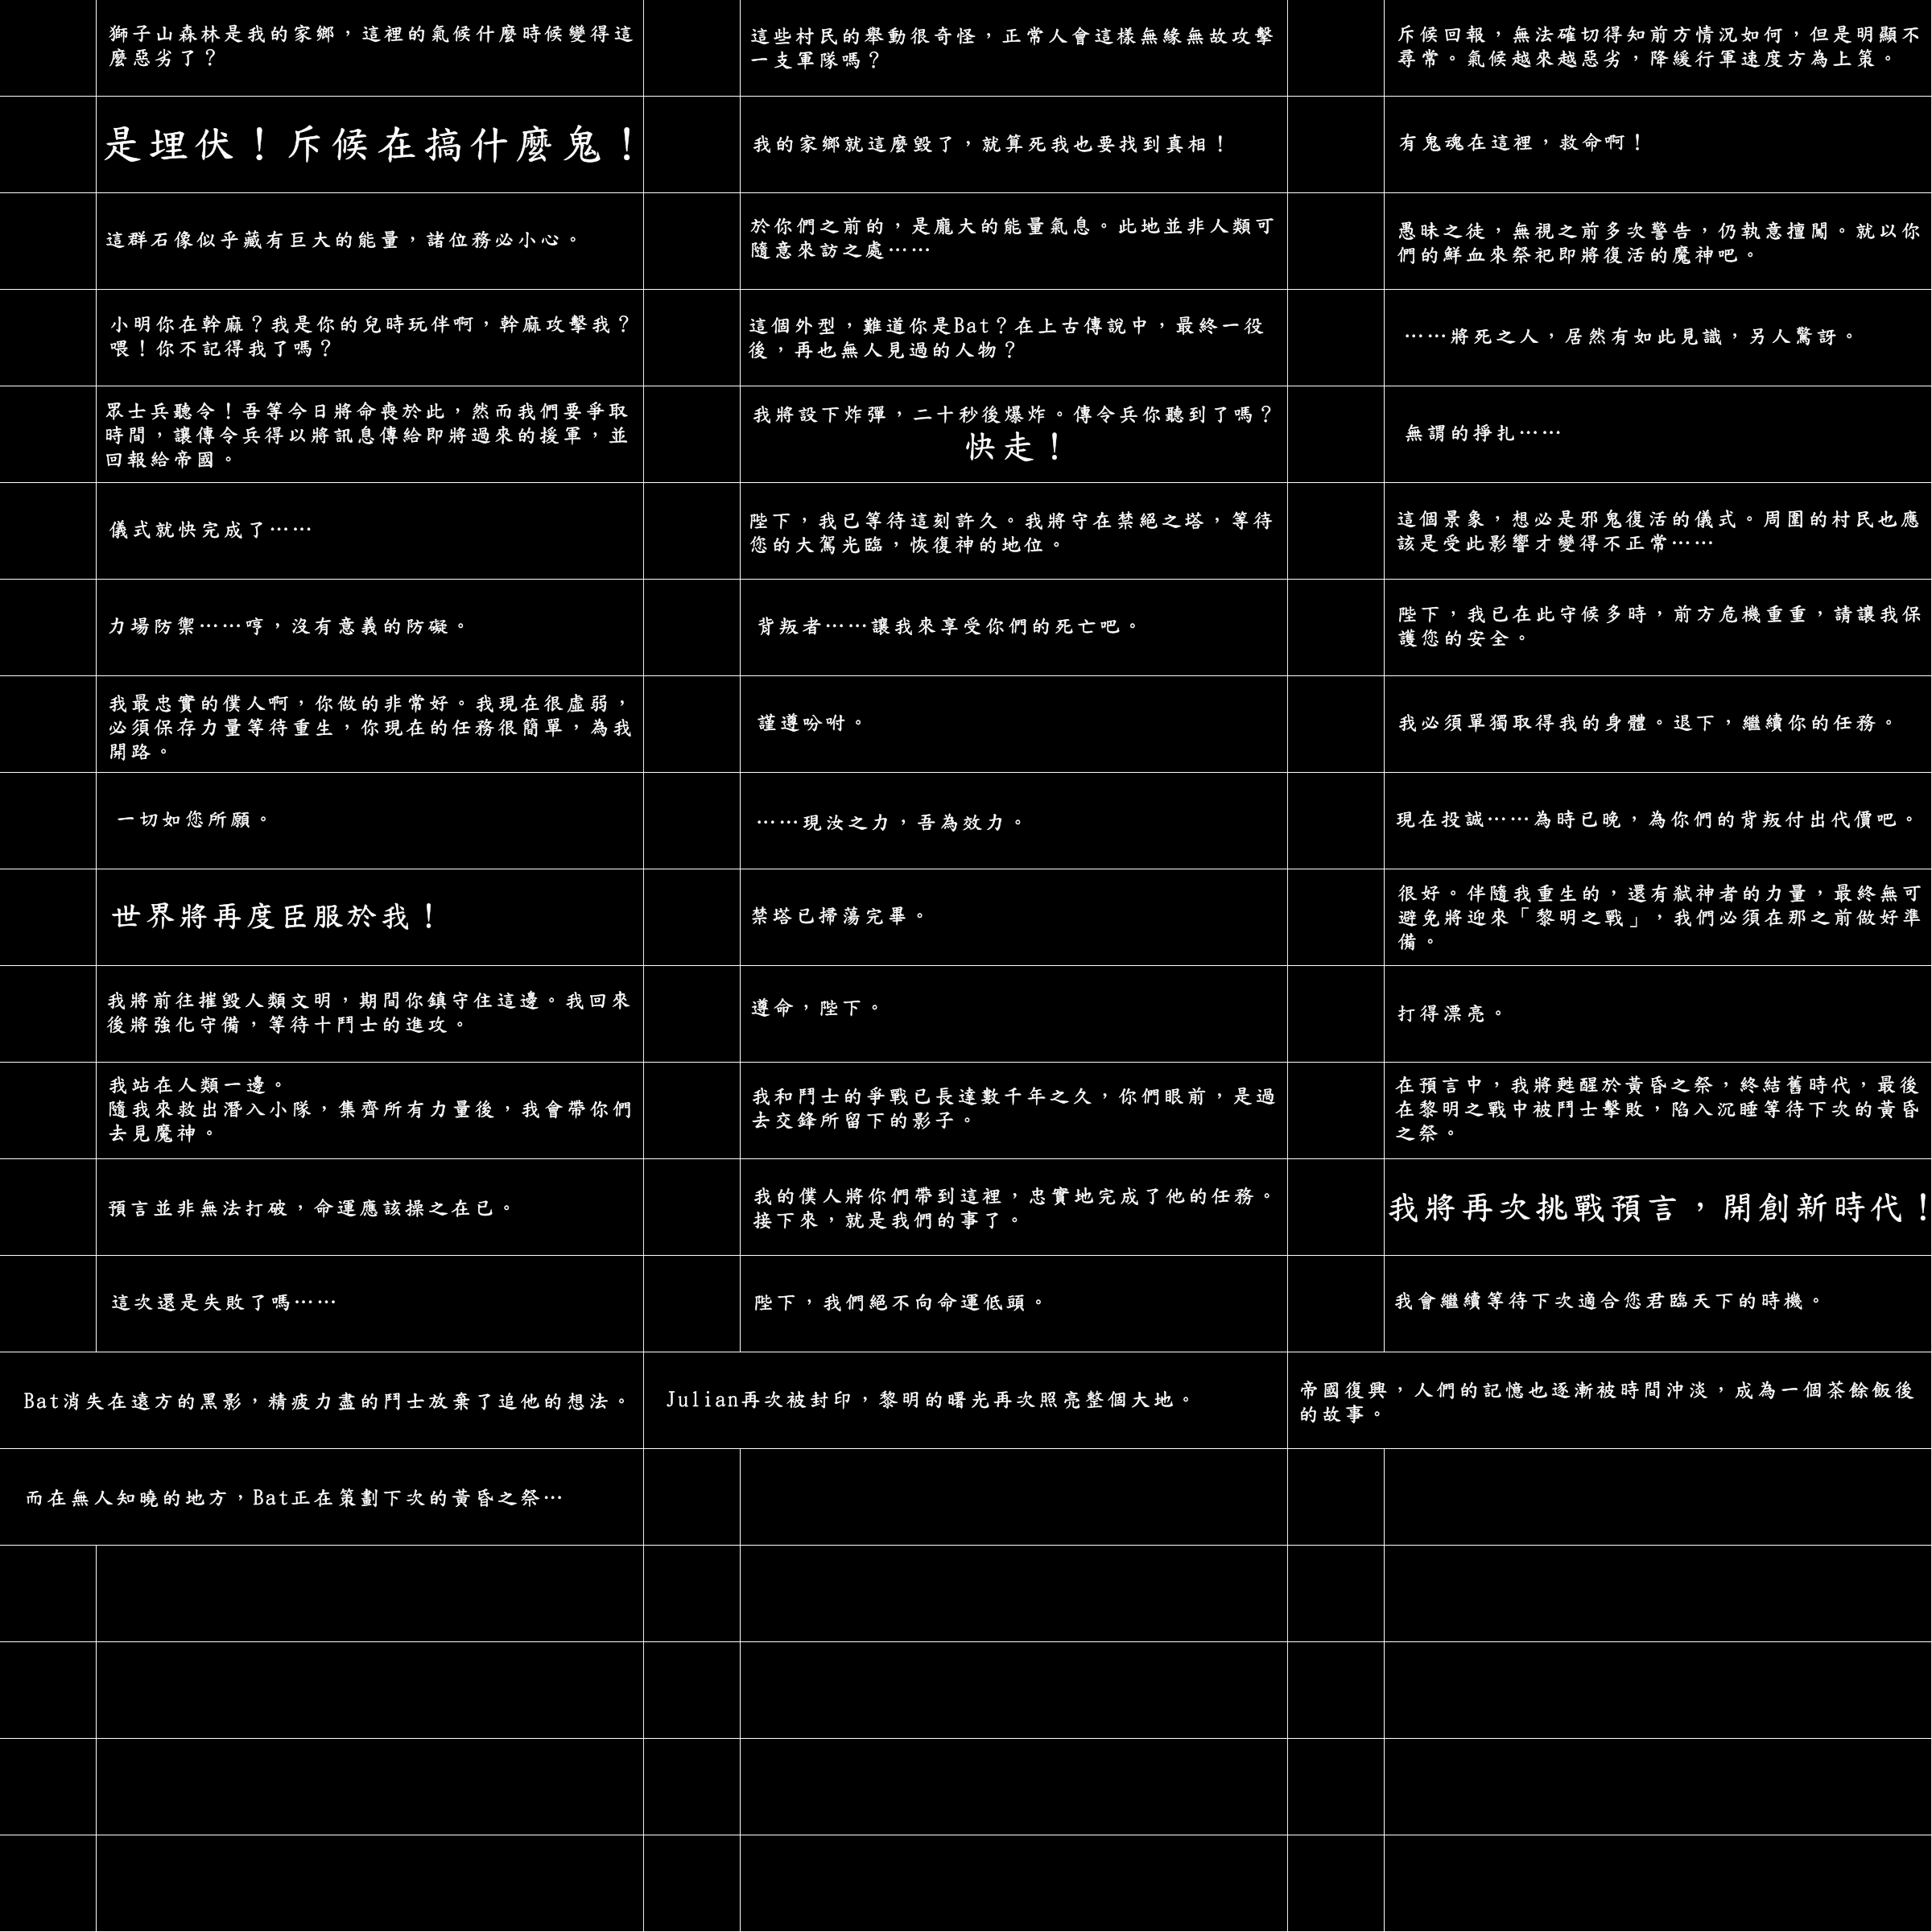 獅子山森林是我的家鄉，這裡的氣候什麼時候變得這
麼惡劣了？
這些村民的舉動很奇怪，正常人會這樣無緣無故攻擊
一支軍隊嗎？
斥候回報，無法確切得知前方情況如何，但是明顯不
尋常。氣候越來越惡劣，降緩行軍速度方為上策。
是埋伏！斥候在搞什麼鬼！
我的家鄉就這麼毀了，就算死我也要找到真相！
有鬼魂在這裡，救命啊！
這群石像似乎藏有巨大的能量，諸位務必小心。
於你們之前的，是龐大的能量氣息。此地並非人類可
隨意來訪之處……
愚昧之徒，無視之前多次警告，仍執意擅闖。就以你
們的鮮血來祭祀即將復活的魔神吧。
小明你在幹麻？我是你的兒時玩伴啊，幹麻攻擊我？
喂！你不記得我了嗎？
這個外型，難道你是Bat？在上古傳說中，最終一役
後，再也無人見過的人物？
……將死之人，居然有如此見識，另人驚訝。
眾士兵聽令！吾等今日將命喪於此，然而我們要爭取
時間，讓傳令兵得以將訊息傳給即將過來的援軍，並
回報給帝國。
我將設下炸彈，二十秒後爆炸。傳令兵你聽到了嗎？
快走！
無謂的掙扎……
儀式就快完成了……
陛下，我已等待這刻許久。我將守在禁絕之塔，等待
您的大駕光臨，恢復神的地位。
這個景象，想必是邪鬼復活的儀式。周圍的村民也應
該是受此影響才變得不正常……
力場防禦……哼，沒有意義的防礙。
背叛者……讓我來享受你們的死亡吧。
陛下，我已在此守候多時，前方危機重重，請讓我保
護您的安全。
我最忠實的僕人啊，你做的非常好。我現在很虛弱，
必須保存力量等待重生，你現在的任務很簡單，為我
開路。
謹遵吩咐。
我必須單獨取得我的身體。退下，繼續你的任務。
一切如您所願。
……現汝之力，吾為效力。
現在投誠……為時已晚，為你們的背叛付出代價吧。
世界將再度臣服於我！
禁塔已掃蕩完畢。
很好。伴隨我重生的，還有弒神者的力量，最終無可
避免將迎來「黎明之戰」，我們必須在那之前做好準
備。
我將前往摧毀人類文明，期間你鎮守住這邊。我回來
後將強化守備，等待十鬥士的進攻。
遵命，陛下。
打得漂亮。
我站在人類一邊。
隨我來救出潛入小隊，集齊所有力量後，我會帶你們
去見魔神。
我和鬥士的爭戰已長達數千年之久，你們眼前，是過
去交鋒所留下的影子。
在預言中，我將甦醒於黃昏之祭，終結舊時代，最後
在黎明之戰中被鬥士擊敗，陷入沉睡等待下次的黃昏
之祭。
預言並非無法打破，命運應該操之在己。
我的僕人將你們帶到這裡，忠實地完成了他的任務。
接下來，就是我們的事了。
我將再次挑戰預言，開創新時代！
這次還是失敗了嗎……
陛下，我們絕不向命運低頭。
我會繼續等待下次適合您君臨天下的時機。
Bat消失在遠方的黑影，精疲力盡的鬥士放棄了追他的想法。
Julian再次被封印，黎明的曙光再次照亮整個大地。
帝國復興，人們的記憶也逐漸被時間沖淡，成為一個茶餘飯後
的故事。
而在無人知曉的地方，Bat正在策劃下次的黃昏之祭…